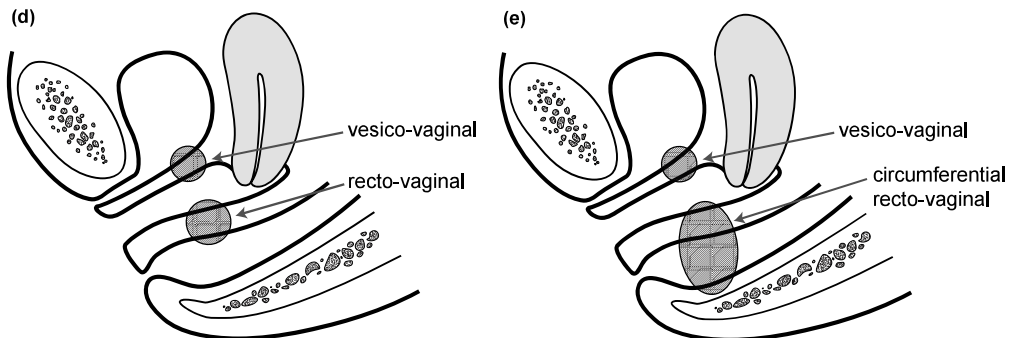 (d)
vesico-vaginal
recto-vaginal
(e)
vesico-vaginal
circumferential
recto-vaginal